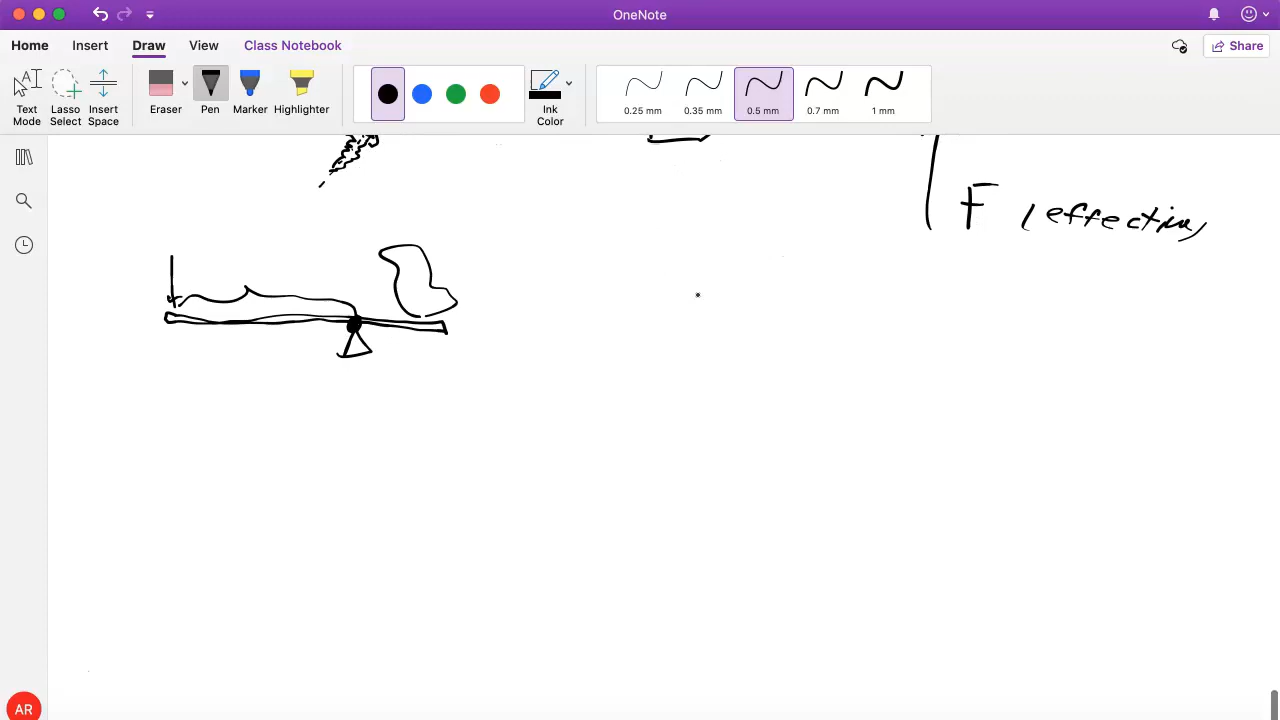 OneNote
Home Insert Draw View Class Notebook Share
Text Mode
Lasso Select
Insert Space
Eraser
Pen
Marker
Highlighter
Ink Color
0.25 mm
0.35 mm
0.5 mm
0.7 mm
1 mm
F
AR